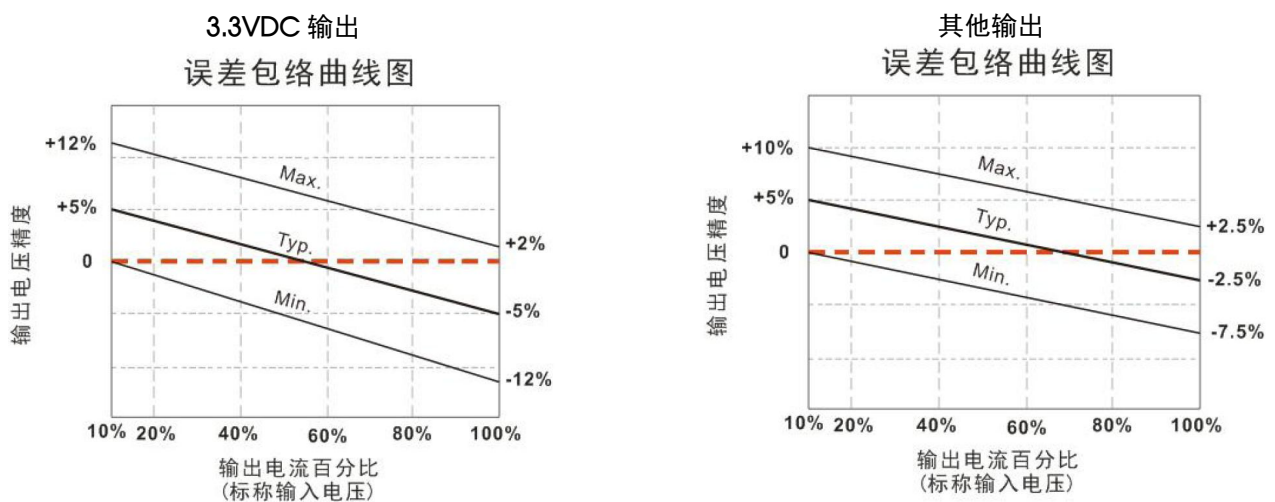 3.3VDC 输出
误差包络曲线图
+12%
+5%
0
Max.
Typ.
Min.
+2%
-5%
-12%
输出电压精度
10% 20% 40% 60% 80% 100%
输出电流百分比
(标称输入电压)
其他输出
误差包络曲线图
+10%
+5%
0
Max.
Typ.
Min.
+2.5%
-2.5%
-7.5%
输出电压精度
10% 20% 40% 60% 80% 100%
输出电流百分比
(标称输入电压)